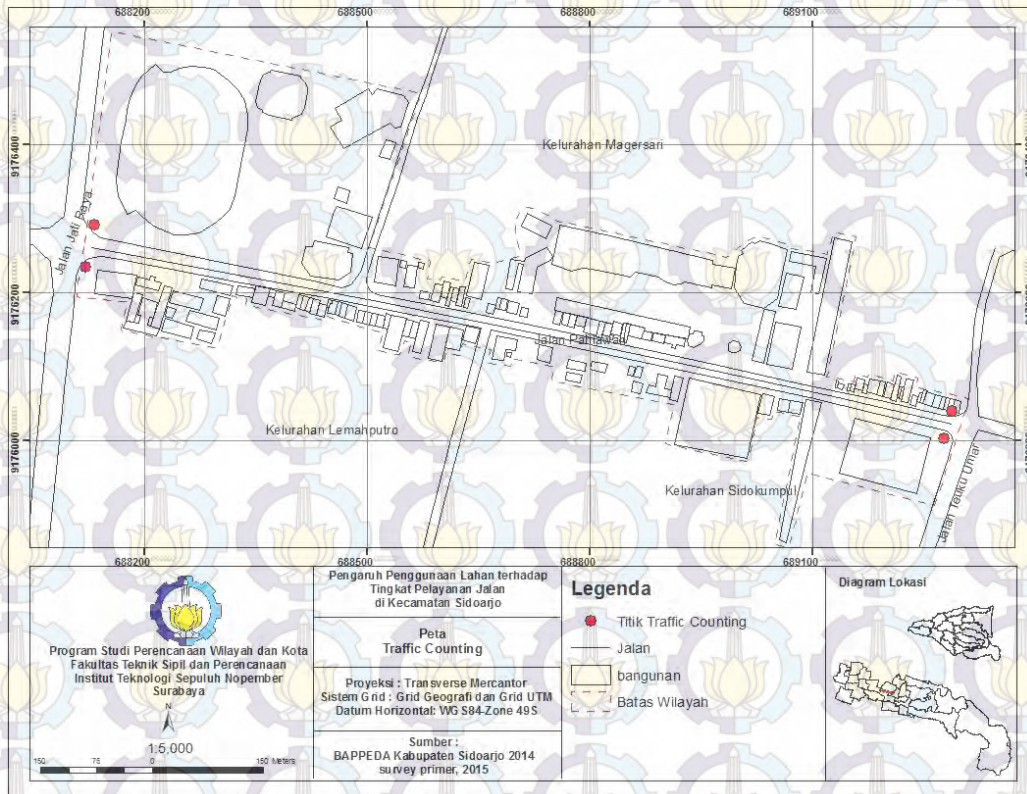 688200
688500
688800
689100
9176400
9176400
Kelurahan Magersari
Jalan Jati Raya
9176200
Jalan Pahlawan
Kelurahan Lemahputro
9176000
Kelurahan Sidokumpul
Jalan Teuku Umar
688200
688500
688800
689100
Program Studi Perencanaan Wilayah dan Kota
Fakultas Teknik Sipil dan Perencanaan
Institut Teknologi Sepuluh Nopember
Surabaya
N
1:5,000
150 75 0 150 Meters
Pengaruh Penggunaan Lahan terhadap
Tingkat Pelayanan Jalan
di Kecamatan Sidoarjo
Peta
Traffic Counting
Proyeksi : Transverse Mercantor
Sistem Grid : Grid Geografi dan Grid UTM
Datum Horizontal: WGS84-Zone 49S
Sumber :
BAPPEDA Kabupaten Sidoarjo 2014
survey primer, 2015
Legenda
Titik Traffic Counting
Jalan
bangunan
Batas Wilayah
Diagram Lokasi